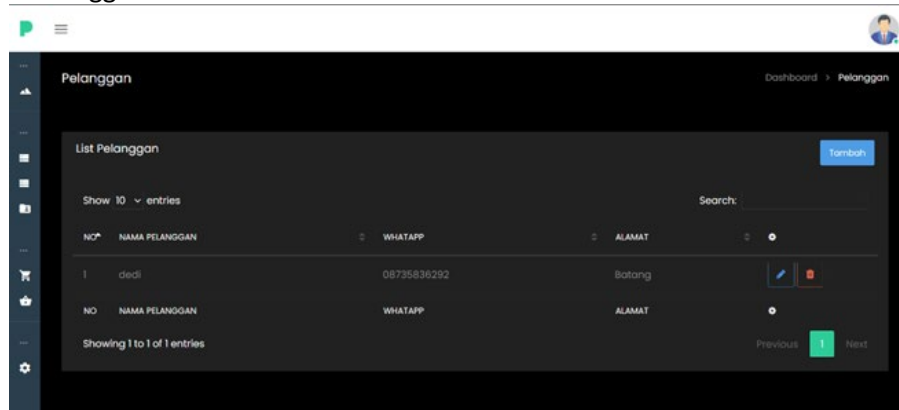 P
Pelanggan
Dashboard > Pelanggan
List Pelanggan
Tambah
Show 10 entries
Search:
NO NAMA PELANGGAN WHATAPP ALAMAT
1 dedi 08735836292 Batang
NO NAMA PELANGGAN WHATAPP ALAMAT
Showing 1 to 1 of 1 entries
Previous 1 Next